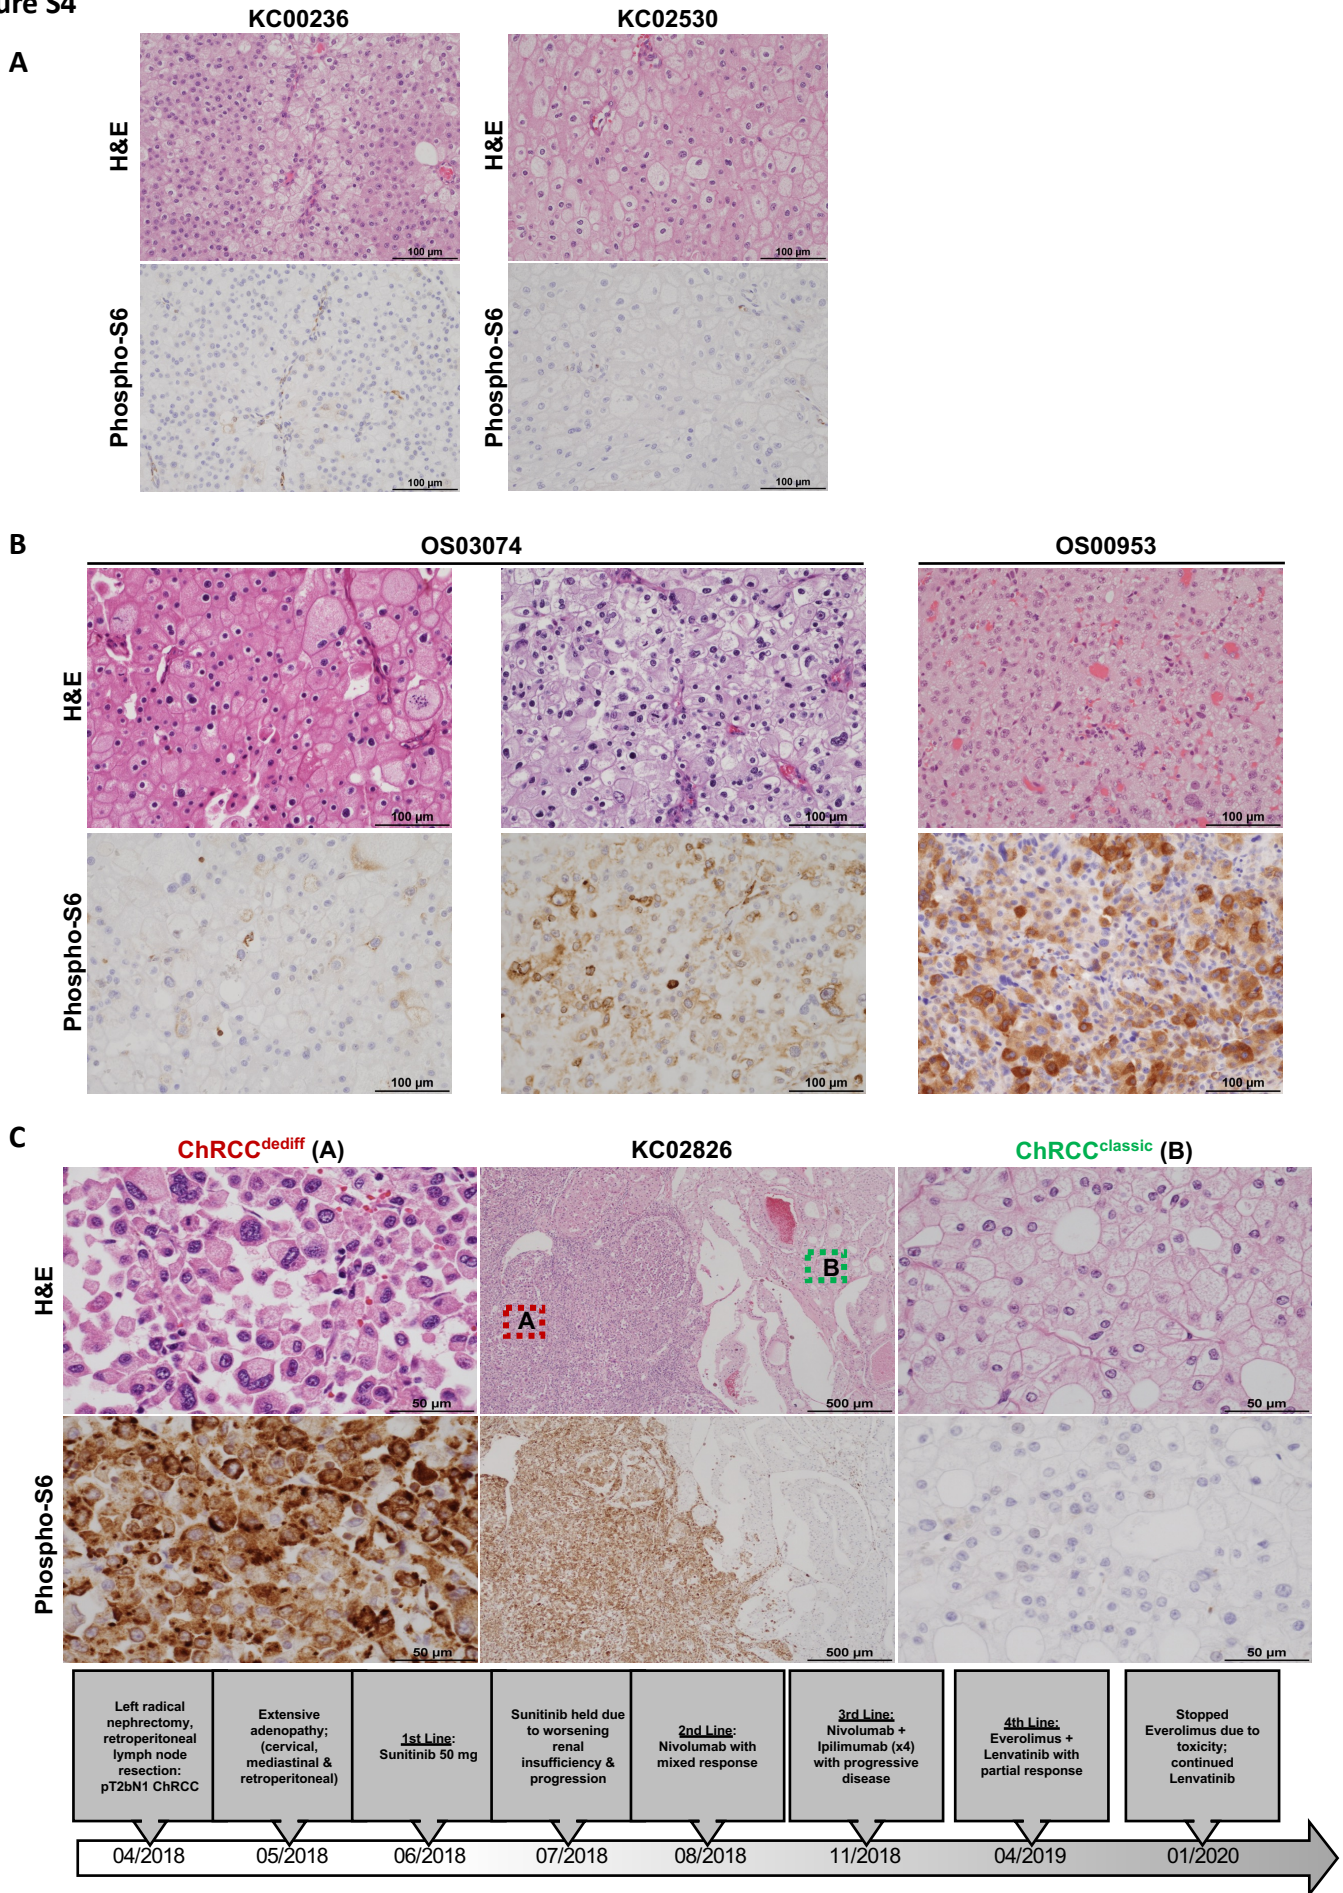 ure S4
KC00236
KC02530
A
H&E
H&E
100 µm
100 µm
Phospho-S6
Phospho-S6
100 µm
100 µm
B
OS03074
OS00953
H&E
100 µm
100 µm
100 µm
Phospho-S6
100 µm
100 µm
100 µm
C
ChRCCdediff (A)
KC02826
ChRCCclassic (B)
H&E
A
B
50 µm
500 µm
50 µm
Phospho-S6
50 µm
500 µm
50 µm
Left radical
nephrectomy,
retroperitoneal
lymph node
resection:
pT2bN1 ChRCC
Extensive
adenopathy;
(cervical,
mediastinal &
retroperitoneal)
1st Line:
Sunitinib 50 mg
Sunitinib held due
to worsening
renal
insufficiency &
progression
2nd Line:
Nivolumab with
mixed response
3rd Line:
Nivolumab +
Ipilimumab (x4)
with progressive
disease
4th Line:
Everolimus +
Lenvatinib with
partial response
Stopped
Everolimus due to
toxicity;
continued
Lenvatinib
04/2018
05/2018
06/2018
07/2018
08/2018
11/2018
04/2019
01/2020